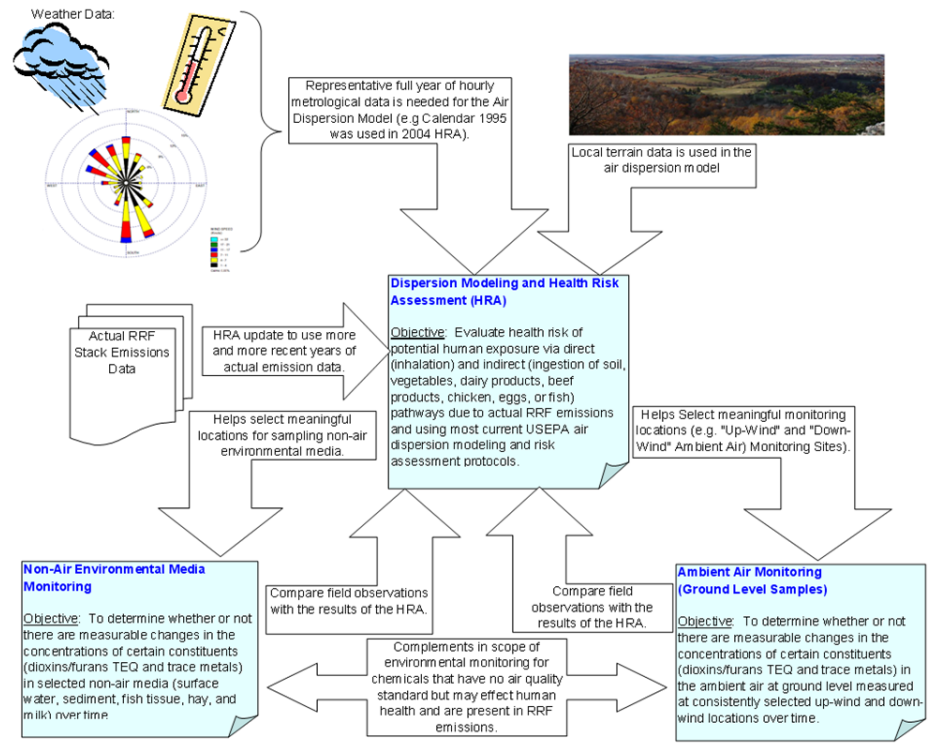 Weather Data:
Representative full year of hourly
metrological data is needed for the Air
Dispersion Model (e.g Calendar 1995
was used in 2004 HRA).
Local terrain data is used in the
air dispersion model
Dispersion Modeling and Health Risk
Assessment (HRA)
Objective:  Evaluate health risk of
potential human exposure via direct
(inhalation) and indirect (ingestion of soil,
vegetables, dairy products, beef
products, chicken, eggs, or fish)
pathways due to actual RRF emissions
and using most current USEPA air
dispersion modeling and risk
assessment protocols.
Actual RRF
Stack Emissions
Data
HRA update to use more
and more recent years of
actual emission data.
Helps select meaningful
locations for sampling non-air
environmental media.
Helps Select meaningful monitoring
locations (e.g. "Up-Wind" and "Down-
Wind" Ambient Air) Monitoring Sites).
Non-Air Environmental Media
Monitoring
Objective:  To determine whether or not
there are measurable changes in the
concentrations of certain constituents
(dioxins/furans TEQ and trace metals)
in selected non-air media (surface
water, sediment, fish tissue, hay, and
milk) over time.
Compare field observations
with the results of the HRA.
Compare field
observations with the
results of the HRA.
Complements in scope of
environmental monitoring for
chemicals that have no air quality
standard but may effect human
health and are present in RRF
emissions.
Ambient Air Monitoring
(Ground Level Samples)
Objective:  To determine whether or not
there are measurable changes in the
concentrations of certain constituents
(dioxins/furans TEQ and trace metals) in
the ambient air at ground level measured
at consistently selected up-wind and down-
wind locations over time.